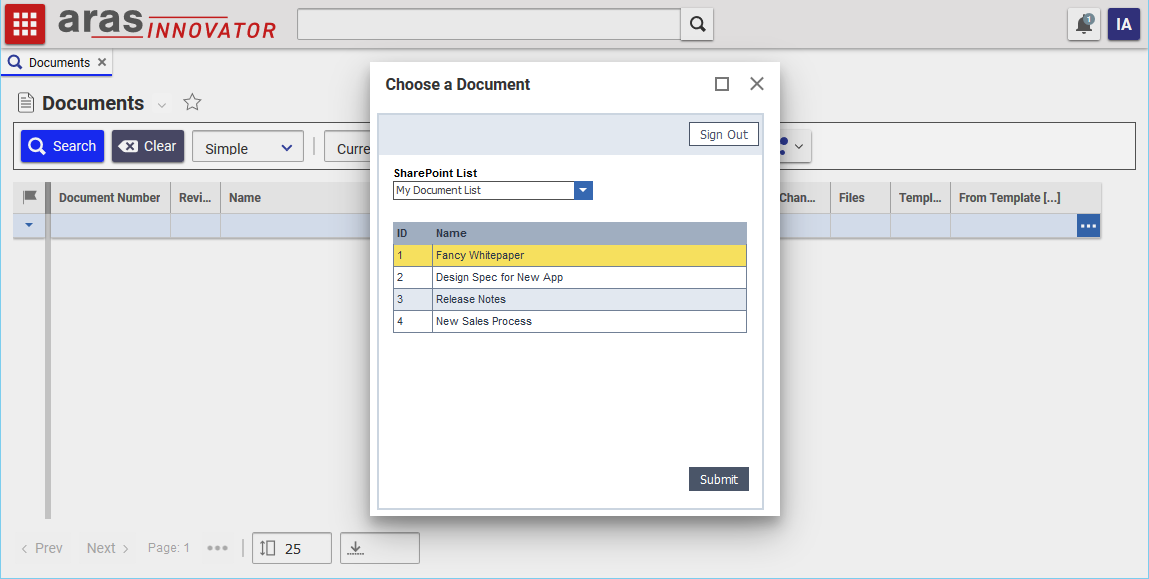 aras INNOVATOR
1
IA
Documents
Documents
Search
Clear
Simple
Curre
Document Number Revi... Name Chan... Files Templ... From Template [...]
Choose a Document
Sign Out
SharePoint List
My Document List
ID Name
1 Fancy Whitepaper
2 Design Spec for New App
3 Release Notes
4 New Sales Process
Submit
Prev Next Page: 1 25